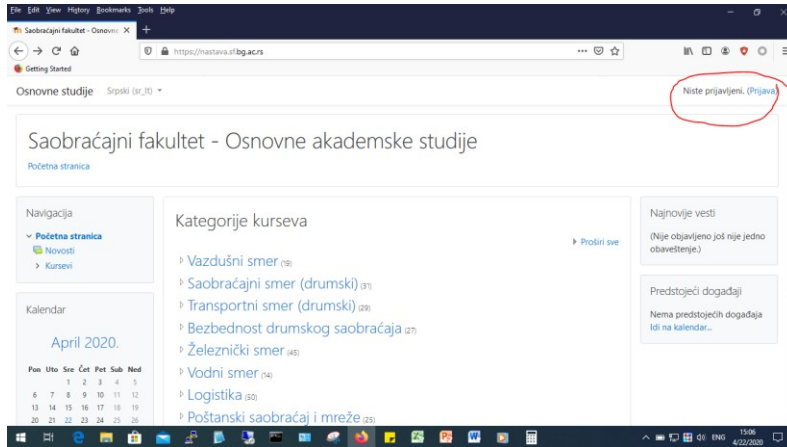 File Edit View History Bookmarks Tools Help
Saobraćajni fakultet - Osnovne
https://nastava.sf.bg.ac.rs
Getting Started
Osnovne studije Srpski (sr_lt)
Niste prijavljeni. (Prijava)
Saobraćajni fakultet - Osnovne akademske studije
Početna stranica
Navigacija
Početna stranica
Novosti
Kursevi
Kalendar
April 2020.
Pon Uto Sre Čet Pet Sub Ned
1 2 3 4 5
6 7 8 9 10 11 12
13 14 15 16 17 18 19
20 21 22 23 24 25 26
Kategorije kurseva
Proširi sve
Vazdušni smer (19)
Saobraćajni smer (drumski) (31)
Transportni smer (drumski) (29)
Bezbednost drumskog saobraćaja (27)
Železnički smer (45)
Vodni smer (14)
Logistika (50)
Poštanski saobraćaj i mreže (25)
Najnovije vesti
(Nije objavljeno još nije jedno
obaveštenje.)
Predstojeći događaji
Nema predstojećih događaja
Idi na kalendar...
ENG
15:06
4/22/2020